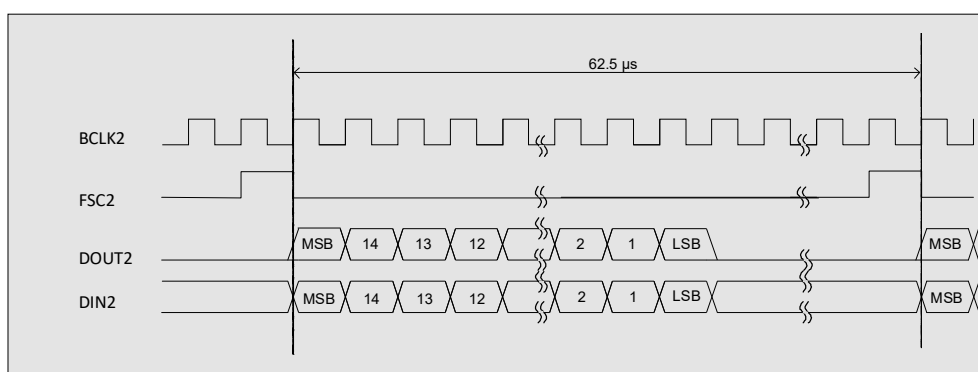 62.5 µs
BCLK2
FSC2
DOUT2 MSB 14 13 12 2 1 LSB MSB
DIN2 MSB 14 13 12 2 1 LSB MSB